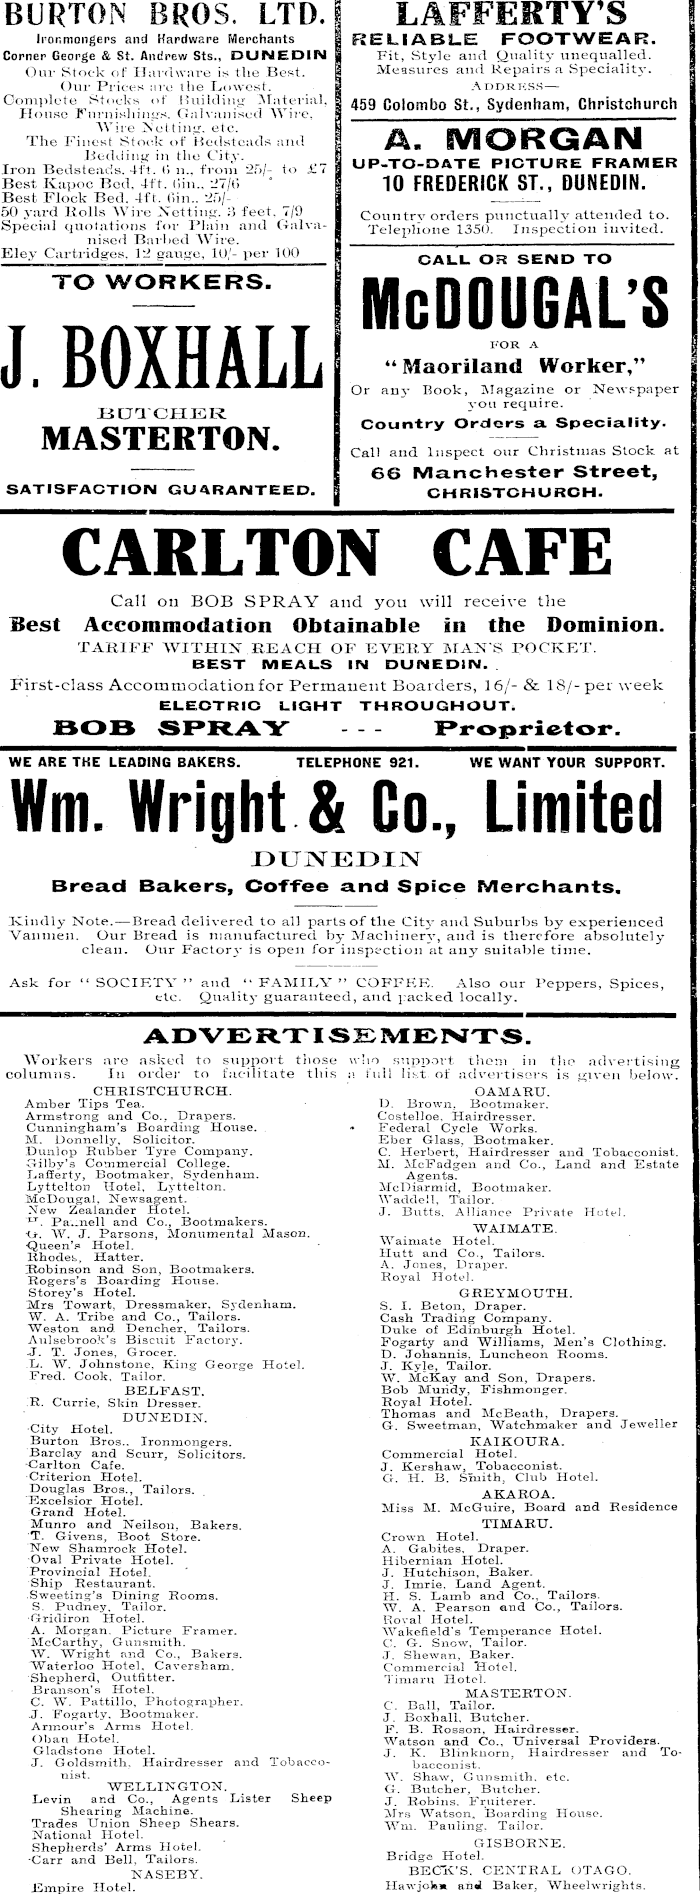 BURTON BROS. LTD.
Ironmongers and Hardware Merchants
Corner George & St. Andrew Sts., DUNEDIN
Our Stock of Hardware is the Best.
Our Prices are the Lowest.
Complete Stocks of Building Material,
House Furnishings, Galvanised Wire,
Wire Netting, etc.
The Finest Stock of Bedsteads and
Bedding in the City.
Iron Bedsteads, 4ft. 6 n., from 25/- to £7
Best Kapoc Bed, 4ft. 6in., 27/6
Best Flock Bed, 4ft. 6in., 25/-
50 yard Rolls Wire Netting, 3 feet, 7/9
Special quotations for Plain and Galva-
nised Barbed Wire.
Eley Cartridges, 12 gauge, 10/- per 100
TO WORKERS.
J. BOXHALL
BUTCHER
MASTERTON.
SATISFACTION GUARANTEED.
LAFFERTY'S
RELIABLE FOOTWEAR.
Fit, Style and Quality unequalled.
Measures and Repairs a Speciality.
ADDRESS—
459 Colombo St., Sydenham, Christchurch
A. MORGAN
UP-TO-DATE PICTURE FRAMER
10 FREDERICK ST., DUNEDIN.
Country orders punctually attended to.
Telephone 1350. Inspection invited.
CALL OR SEND TO
McDOUGAL'S
FOR A
"Maoriland Worker,"
Or any Book, Magazine or Newspaper
you require.
Country Orders a Speciality.
Call and Inspect our Christmas Stock at
66 Manchester Street,
CHRISTCHURCH.
CARLTON CAFE
Call on BOB SPRAY and you will receive the
Best Accommodation Obtainable in the Dominion.
TARIFF WITHIN REACH OF EVERY MAN'S POCKET.
BEST MEALS IN DUNEDIN.
First-class Accommodation for Permanent Boarders, 16/- & 18/- per week
ELECTRIC LIGHT THROUGHOUT.
BOB SPRAY - - - Proprietor.
WE ARE THE LEADING BAKERS. TELEPHONE 921. WE WANT YOUR SUPPORT.
Wm. Wright & Co., Limited
DUNEDIN
Bread Bakers, Coffee and Spice Merchants.
Kindly Note.—Bread delivered to all parts of the City and Suburbs by experienced
Vanmen. Our Bread is manufactured by Machinery, and is therefore absolutely
clean. Our Factory is open for inspection at any suitable time.
Ask for "SOCIETY" and "FAMILY" COFFEE. Also our Peppers, Spices,
etc. Quality guaranteed, and packed locally.
ADVERTISEMENTS.
Workers are asked to support those who support them in the advertising
columns. In order to facilitate this a full list of advertisers is given below.
CHRISTCHURCH.
Amber Tips Tea.
Armstrong and Co., Drapers.
Cunningham's Boarding House.
M. Donnelly, Solicitor.
Dunlop Rubber Tyre Company.
Gilby's Commercial College.
Lafferty, Bootmaker, Sydenham.
Lyttelton Hotel, Lyttelton.
McDougal, Newsagent.
New Zealander Hotel.
and Co., Bootmakers.
G. W. J. Parsons, Monumental Mason.
Queen's Hotel.
Rhodes, Hatter.
Robinson and Son, Bootmakers.
Rogers's Boarding House.
Storey's Hotel.
Mrs Towart, Dressmaker, Sydenham.
W. A. Tribe and Co., Tailors.
Weston and Dencher, Tailors.
Aulsebrook's Biscuit Factory.
J. T. Jones, Grocer.
L. W. Johnstone, King George Hotel.
Fred. Cook, Tailor.
BELFAST.
R. Currie, Skin Dresser.
DUNEDIN.
City Hotel.
Burton Bros., Ironmongers.
Barclay and Scurr, Solicitors.
Carlton Cafe.
Criterion Hotel.
Douglas Bros., Tailors.
Excelsior Hotel.
Grand Hotel.
Munro and Neilson, Bakers.
T. Givens, Boot Store.
New Shamrock Hotel.
Oval Private Hotel.
Provincial Hotel.
Ship Restaurant.
Sweeting's Dining Rooms.
S. Pudney, Tailor.
Gridiron Hotel.
A. Morgan, Picture Framer.
McCarthy, Gunsmith.
W. Wright and Co., Bakers.
Waterloo Hotel, Caversham.
Shepherd, Outfitter.
Branson's Hotel.
C. W. Pattillo, Photographer.
J. Fogarty, Bootmaker.
Armour's Arms Hotel.
Oban Hotel.
Gladstone Hotel.
J. Goldsmith, Hairdresser and Tobacco-
nist.
WELLINGTON.
Levin and Co., Agents Lister Sheep
Shearing Machine.
Trades Union Sheep Shears.
National Hotel.
Shepherds' Arms Hotel.
Carr and Bell, Tailors.
NASEBY.
Empire Hotel.
OAMARU.
D. Brown, Bootmaker.
Costelloe, Hairdresser.
Federal Cycle Works.
Eber Glass, Bootmaker.
C. Herbert, Hairdresser and Tobacconist.
M. McFadgen and Co., Land and Estate
Agents.
McDiarmid, Bootmaker.
Waddell, Tailor.
J. Butts, Alliance Private Hotel.
WAIMATE.
Waimate Hotel.
Hutt and Co., Tailors.
A. Jones, Draper.
Royal Hotel.
GREYMOUTH.
S. I. Beton, Draper.
Cash Trading Company.
Duke of Edinburgh Hotel.
Fogarty and Williams, Men's Clothing.
D. Johannis, Luncheon Rooms.
J. Kyle, Tailor.
W. McKay and Son, Drapers.
Bob Mundy, Fishmonger.
Royal Hotel.
Thomas and McBeath, Drapers.
G. Sweetman, Watchmaker and Jeweller
KAIKOURA.
Commercial Hotel.
J. Kershaw, Tobacconist.
G. H. B. Smith, Club Hotel.
AKAROA.
Miss M. McGuire, Board and Residence
TIMARU.
Crown Hotel.
A. Gabites, Draper.
Hibernian Hotel.
J. Hutchison, Baker.
J. Imrie, Land Agent.
H. S. Lamb and Co., Tailors.
W. A. Pearson and Co., Tailors.
Royal Hotel.
Wakefield's Temperance Hotel.
C. G. Snow, Tailor.
J. Shewan, Baker.
Commercial Hotel.
Timaru Hotel.
MASTERTON.
C. Ball, Tailor.
J. Boxhall, Butcher.
F. B. Rosson, Hairdresser.
Watson and Co., Universal Providers.
J. K. Blinkhorn, Hairdresser and To-
bacconist.
W. Shaw, Gunsmith, etc.
G. Butcher, Butcher.
J. Robins, Fruiterer.
Mrs Watson, Boarding House.
Wm. Pauling, Tailor.
GISBORNE.
Bridge Hotel.
BECK'S, CENTRAL OTAGO.
and Baker, Wheelwrights.